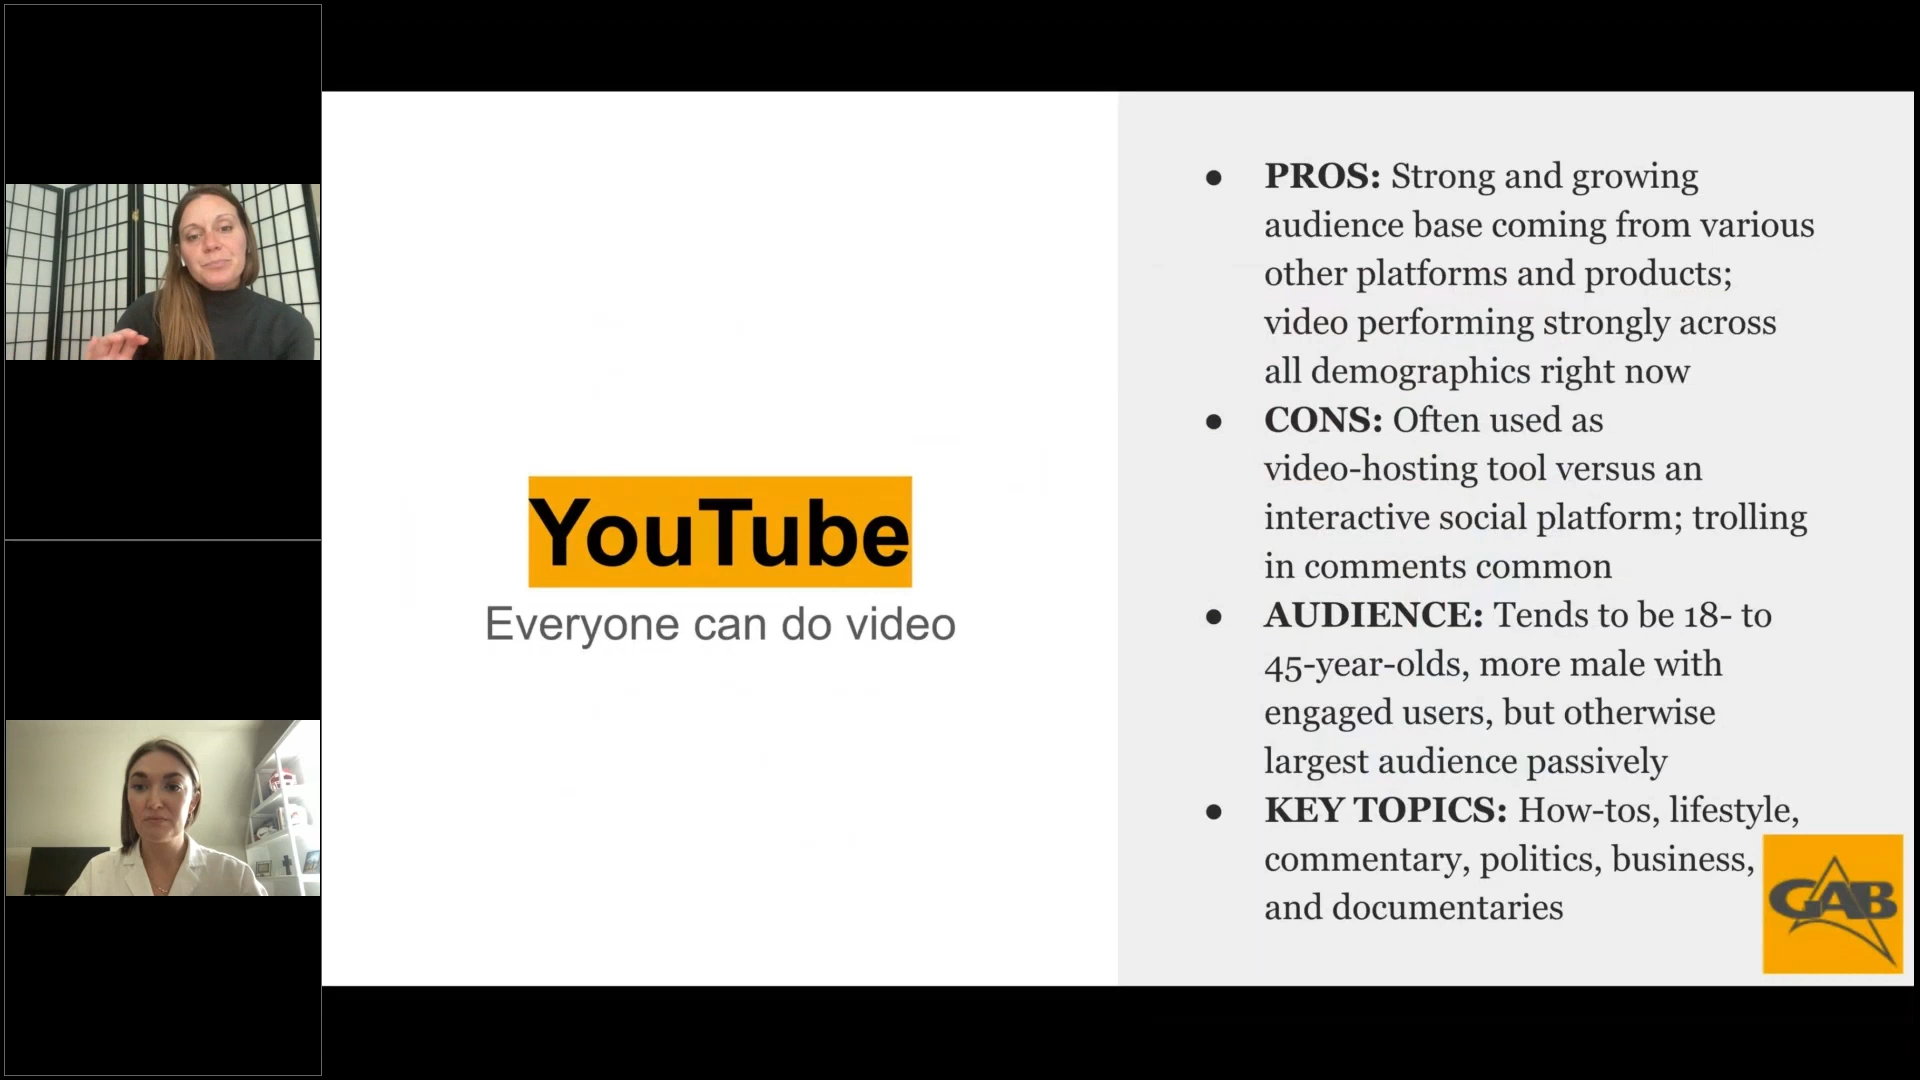 YouTube
Everyone can do video
● PROS: Strong and growing
audience base coming from various
other platforms and products;
video performing strongly across
all demographics right now
● CONS: Often used as
video-hosting tool versus an
interactive social platform; trolling
in comments common
● AUDIENCE: Tends to be 18- to
45-year-olds, more male with
engaged users, but otherwise
largest audience passively
● KEY TOPICS: How-tos, lifestyle,
commentary, politics, business,
and documentaries
GAB